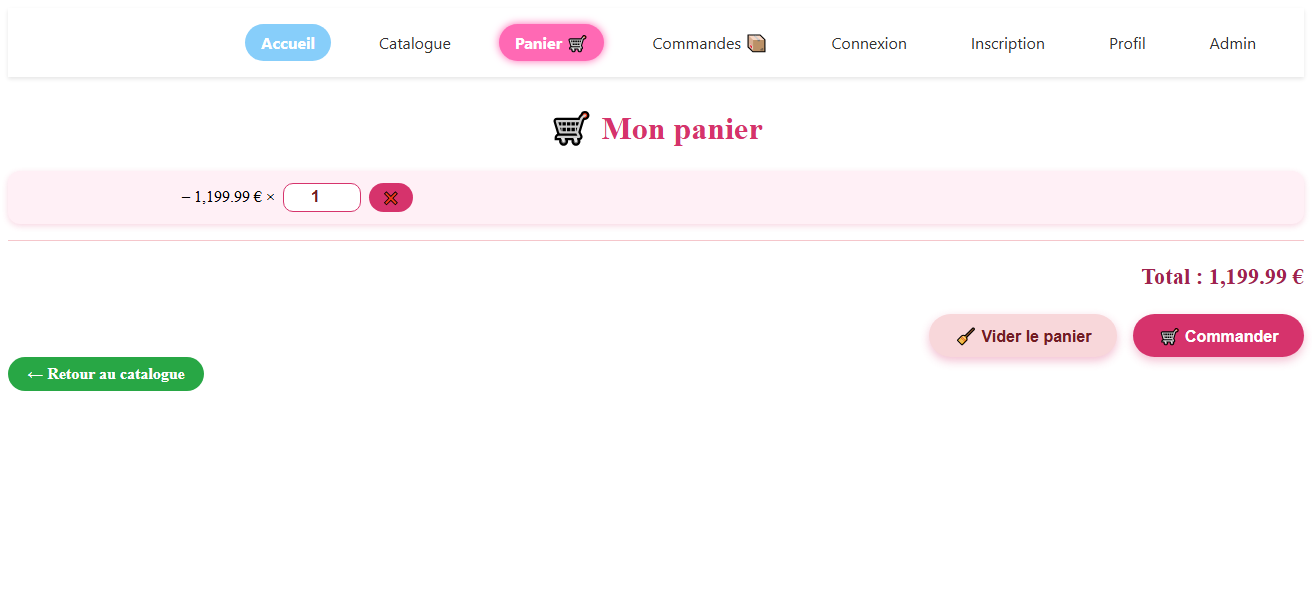 Accueil Catalogue Panier 🛒 Commandes 📦 Connexion Inscription Profil Admin
🛒 Mon panier
– 1,199.99 € × 1 ❌
Total : 1,199.99 €
🧹 Vider le panier 🛒 Commander
← Retour au catalogue